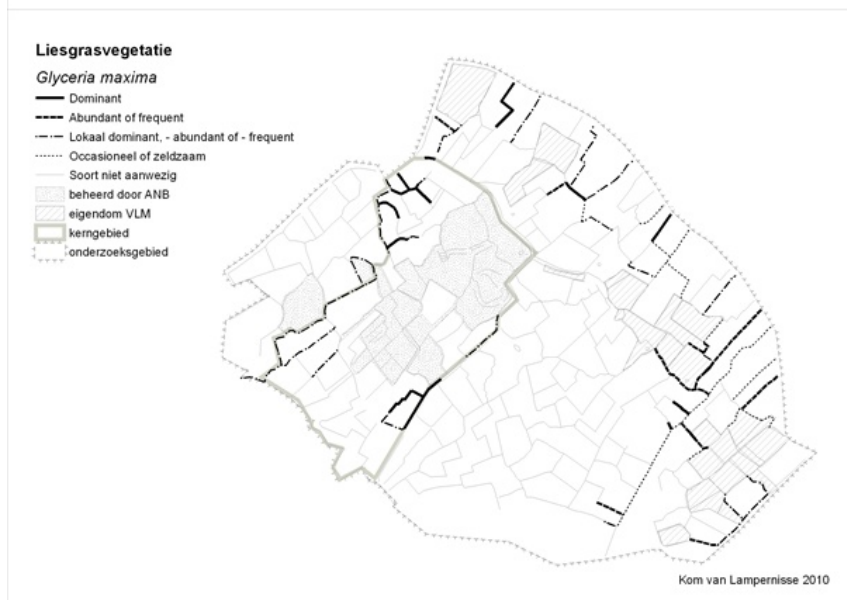 Liesgrasvegetatie
Glyceria maxima
Dominant
Abundant of frequent
Lokaal dominant, - abundant of - frequent
Occasioneel of zeldzaam
Soort niet aanwezig
beheerd door ANB
eigendom VLM
kerngebied
onderzoeksgebied
Kom van Lampernisse 2010